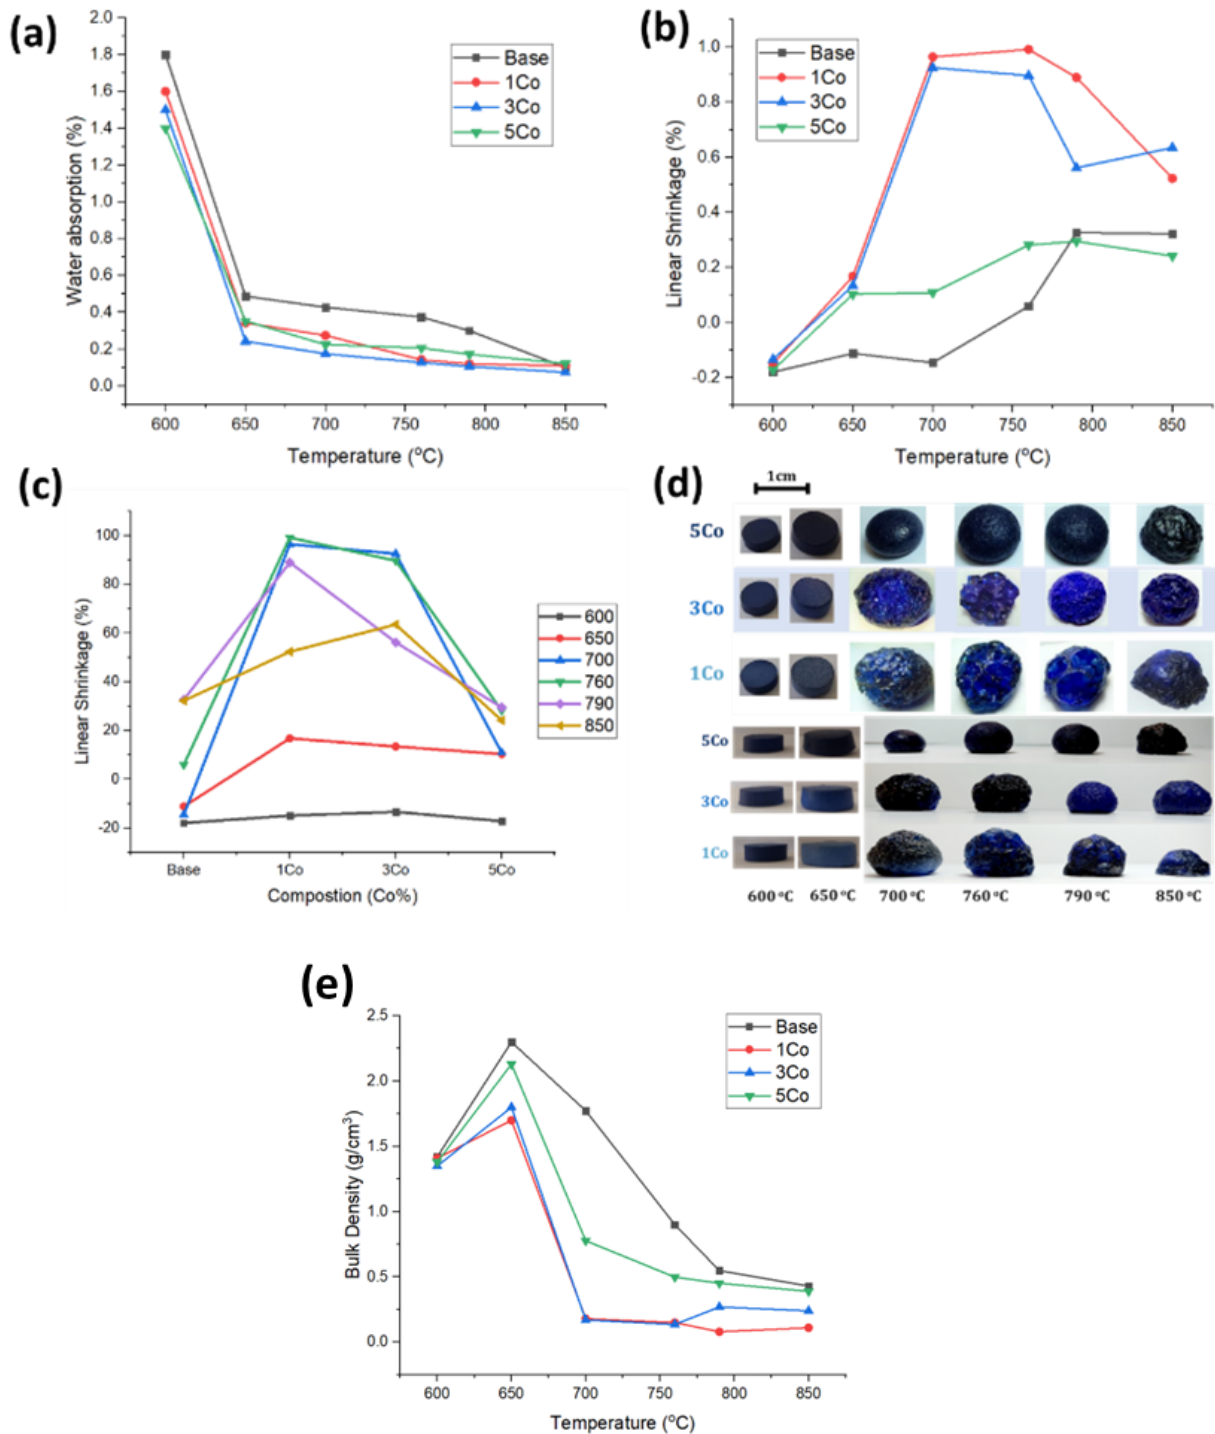 (a)
2.0
1.8
1.6
1.4
1.2
1.0
0.8
0.6
0.4
0.2
0.0
Water absorption (%)
Base
1Co
3Co
5Co
600 650 700 750 800 850
Temperature (°C)
(b)
1.0
0.8
0.6
0.4
0.2
0.0
-0.2
Linear Shrinkage (%)
Base
1Co
3Co
5Co
600 650 700 750 800 850
Temperature (°C)
(c)
100
80
60
40
20
0
-20
Linear Shrinkage (%)
600
650
700
760
790
850
Base 1Co 3Co 5Co
Compostion (Co%)
(d)
1cm
5Co
3Co
1Co
5Co
3Co
1Co
600 °C 650 °C 700 °C 760 °C 790 °C 850 °C
(e)
2.5
2.0
1.5
1.0
0.5
0.0
Bulk Density (g/cm³)
Base
1Co
3Co
5Co
600 650 700 750 800 850
Temperature (°C)